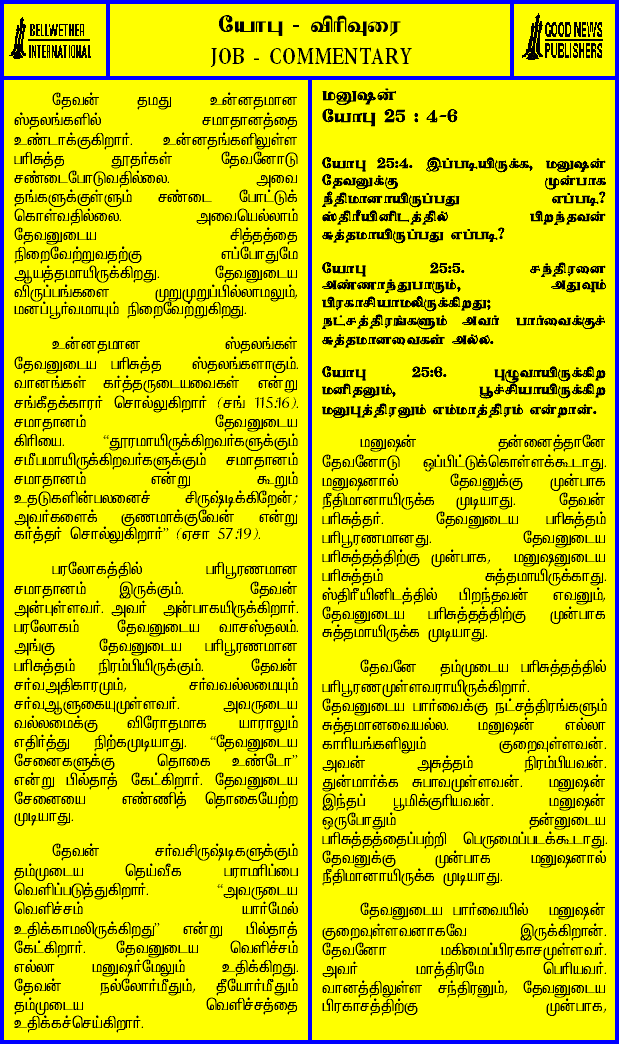 BELLWETHER
INTERNATIONAL
யோபு - விரிவுரை
JOB - COMMENTARY
GOOD NEWS
PUBLISHERS
தேவன் தமது உன்னதமான
ஸ்தலங்களில் சமாதானத்தை
உண்டாக்குகிறார். உன்னதங்களிலுள்ள
பரிசுத்த தூதர்கள் தேவனோடு
சண்டைபோடுவதில்லை. அவை
தங்களுக்குள்ளும் சண்டை போட்டுக்
கொள்வதில்லை. அவையெல்லாம்
தேவனுடைய சித்தத்தை
நிறைவேற்றுவதற்கு எப்போதுமே
ஆயத்தமாயிருக்கிறது. தேவனுடைய
விருப்பங்களை முறுமுறுப்பில்லாமலும்,
மனப்பூர்வமாயும் நிறைவேற்றுகிறது.
உன்னதமான ஸ்தலங்கள்
தேவனுடைய பரிசுத்த ஸ்தலங்களாகும்.
வானங்கள் கர்த்தருடையவைகள் என்று
சங்கீதக்காரர் சொல்லுகிறார் (சங் 115:16).
சமாதானம் தேவனுடைய
கிரியை. “தூரமாயிருக்கிறவர்களுக்கும்
சமீபமாயிருக்கிறவர்களுக்கும் சமாதானம்
சமாதானம் என்று கூறும்
உதடுகளின்பலனைச் சிருஷ்டிக்கிறேன்;
அவர்களைக் குணமாக்குவேன் என்று
கர்த்தர் சொல்லுகிறார்” (ஏசா 57:19).
பரலோகத்தில் பரிபூரணமான
சமாதானம் இருக்கும். தேவன்
அன்புள்ளவர். அவர் அன்பாகயிருக்கிறார்.
பரலோகம் தேவனுடைய வாசஸ்தலம்.
அங்கு தேவனுடைய பரிபூரணமான
பரிசுத்தம் நிரம்பியிருக்கும். தேவன்
சர்வஅதிகாரமும், சர்வவல்லமையும்
சர்வஆளுகையுமுள்ளவர். அவருடைய
வல்லமைக்கு விரோதமாக யாராலும்
எதிர்த்து நிற்கமுடியாது. “தேவனுடைய
சேனைகளுக்கு தொகை உண்டோ”
என்று பில்தாத் கேட்கிறார். தேவனுடைய
சேனையை எண்ணித் தொகையேற்ற
முடியாது.
தேவன் சர்வசிருஷ்டிகளுக்கும்
தம்முடைய தெய்வீக பராமரிப்பை
வெளிப்படுத்துகிறார். “அவருடைய
வெளிச்சம் யார்மேல்
உதிக்காமலிருக்கிறது” என்று பில்தாத்
கேட்கிறார். தேவனுடைய வெளிச்சம்
எல்லா மனுஷர்மேலும் உதிக்கிறது.
தேவன் நல்லோர்மீதும், தீயோர்மீதும்
தம்முடைய வெளிச்சத்தை
உதிக்கச்செய்கிறார்.
மனுஷன்
யோபு 25 : 4-6
யோபு 25:4. இப்படியிருக்க, மனுஷன்
தேவனுக்கு முன்பாக
நீதிமானாயிருப்பது எப்படி?
ஸ்திரீயினிடத்தில் பிறந்தவன்
சுத்தமாயிருப்பது எப்படி?
யோபு 25:5. சந்திரனை
அண்ணாந்துபாரும், அதுவும்
பிரகாசியாமலிருக்கிறது;
நட்சத்திரங்களும் அவர் பார்வைக்குச்
சுத்தமானவைகள் அல்ல.
யோபு 25:6. புழுவாயிருக்கிற
மனிதனும், பூச்சியாயிருக்கிற
மனுபுத்திரனும் எம்மாத்திரம் என்றான்.
மனுஷன் தன்னைத்தானே
தேவனோடு ஒப்பிட்டுக்கொள்ளக்கூடாது.
மனுஷனால் தேவனுக்கு முன்பாக
நீதிமானாயிருக்க முடியாது. தேவன்
பரிசுத்தர். தேவனுடைய பரிசுத்தம்
பரிபூரணமானது. தேவனுடைய
பரிசுத்தத்திற்கு முன்பாக, மனுஷனுடைய
பரிசுத்தம் சுத்தமாயிருக்காது.
ஸ்திரீயினிடத்தில் பிறந்தவன் எவனும்,
தேவனுடைய பரிசுத்தத்திற்கு முன்பாக
சுத்தமாயிருக்க முடியாது.
தேவனே தம்முடைய பரிசுத்தத்தில்
பரிபூரணமுள்ளவராயிருக்கிறார்.
தேவனுடைய பார்வைக்கு நட்சத்திரங்களும்
சுத்தமானவையல்ல. மனுஷன் எல்லா
காரியங்களிலும் குறைவுள்ளவன்.
அவன் அசுத்தம் நிரம்பியவன்.
துன்மார்க்க சுபாவமுள்ளவன். மனுஷன்
இந்தப் பூமிக்குரியவன். மனுஷன்
ஒருபோதும் தன்னுடைய
பரிசுத்தத்தைப்பற்றி பெருமைப்படக்கூடாது.
தேவனுக்கு முன்பாக மனுஷனால்
நீதிமானாயிருக்க முடியாது.
தேவனுடைய பார்வையில் மனுஷன்
குறைவுள்ளவனாகவே இருக்கிறான்.
தேவனோ மகிமைப்பிரகாசமுள்ளவர்.
அவர் மாத்திரமே பெரியவர்.
வானத்திலுள்ள சந்திரனும், தேவனுடைய
பிரகாசத்திற்கு முன்பாக,